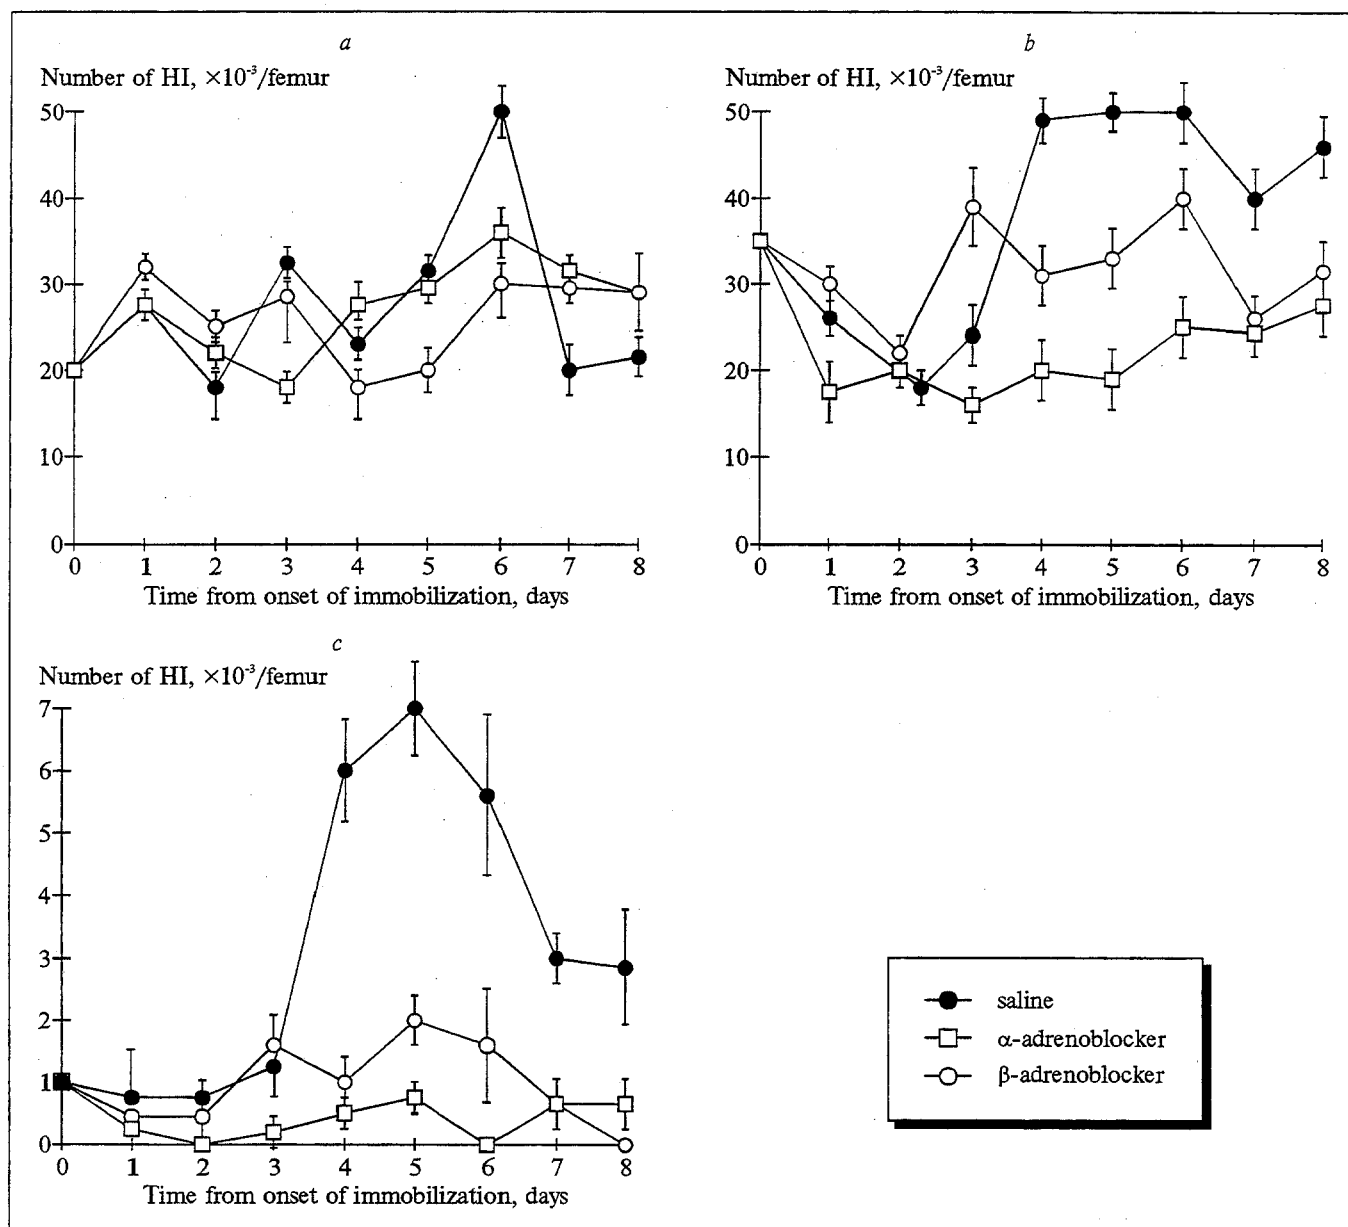 a
Number of HI, ×10⁻³/femur
50
40
30
20
10
0
0 1 2 3 4 5 6 7 8
Time from onset of immobilization, days
b
Number of HI, ×10⁻³/femur
50
40
30
20
10
0
0 1 2 3 4 5 6 7 8
Time from onset of immobilization, days
c
Number of HI, ×10⁻³/femur
7
6
5
4
3
2
1
0
0 1 2 3 4 5 6 7 8
Time from onset of immobilization, days
saline
α-adrenoblocker
β-adrenoblocker